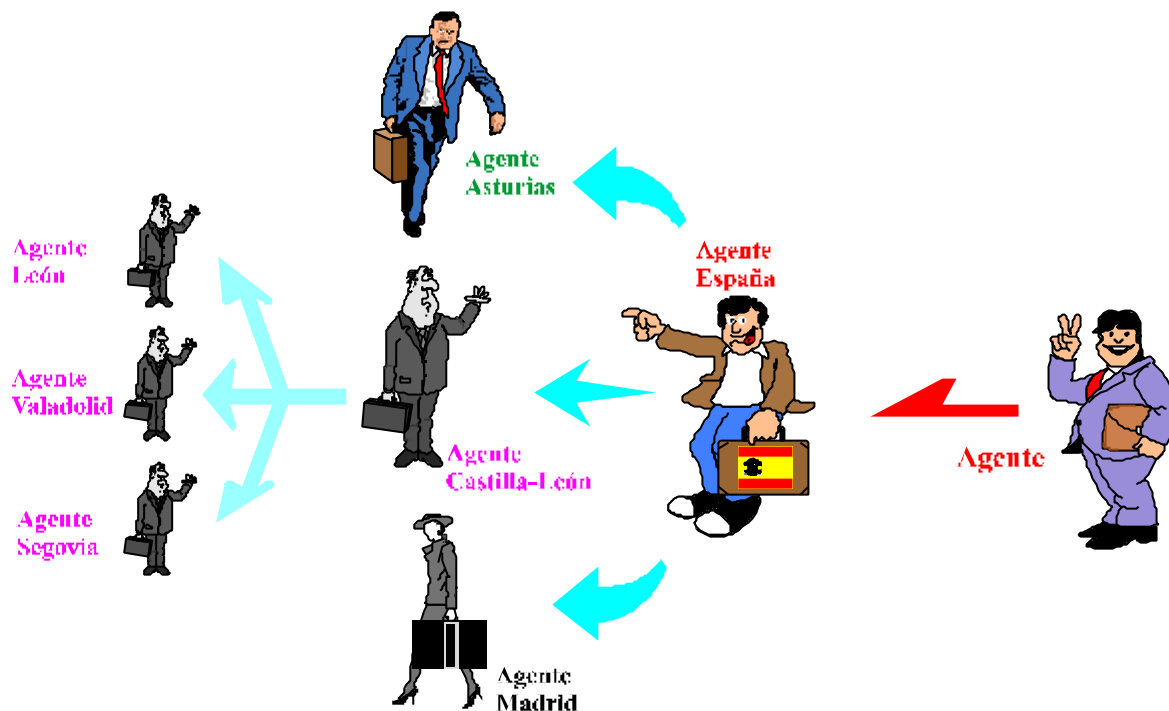 Agente
Asturias
Agente
León
Agente
España
Agente
Valadolid
Agente
Castilla-León
Agente
Agente
Segovia
Agente
Madrid